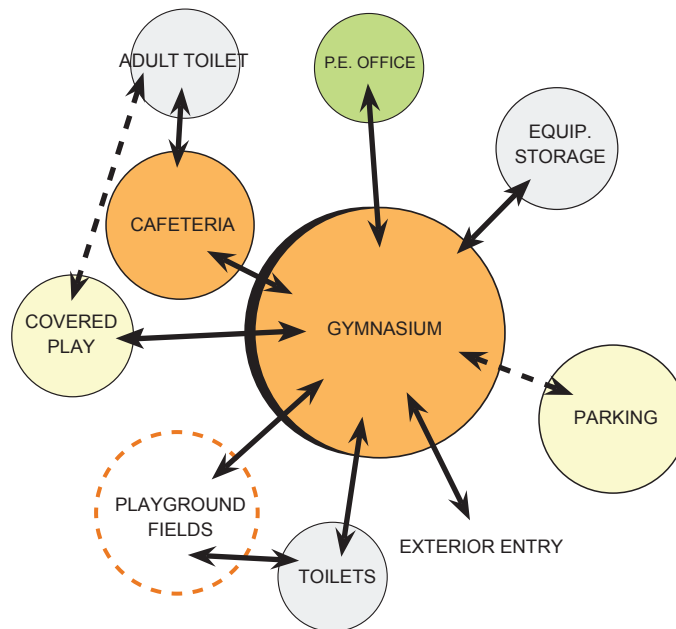 ADULT TOILET
P.E. OFFICE
EQUIP.
STORAGE
CAFETERIA
COVERED
PLAY
GYMNASIUM
PARKING
PLAYGROUND
FIELDS
EXTERIOR ENTRY
TOILETS